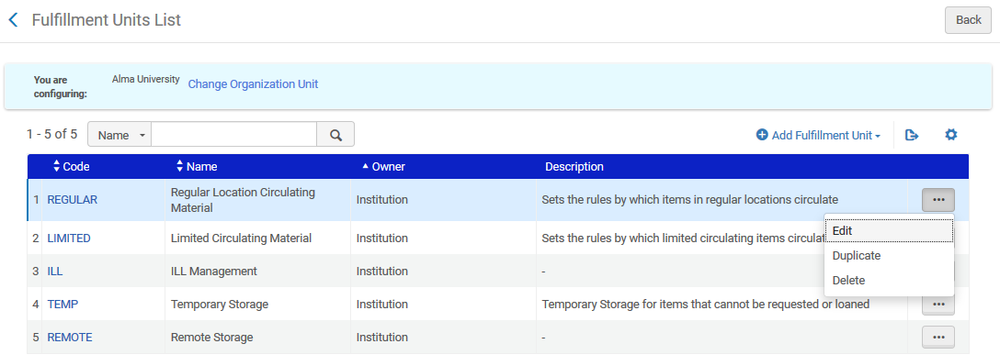 Fulfillment Units List
Back
You are
configuring:
Alma University
Change Organization Unit
1 - 5 of 5
Name
Add Fulfillment Unit
Code Name Owner Description
1 REGULAR Regular Location Circulating
Material Institution Sets the rules by which items in regular locations circulate
Edit
2 LIMITED Limited Circulating Material Institution Sets the rules by which limited circulating items circulat
Duplicate
3 ILL ILL Management Institution -
Delete
4 TEMP Temporary Storage Institution Temporary Storage for items that cannot be requested or loaned
5 REMOTE Remote Storage Institution -